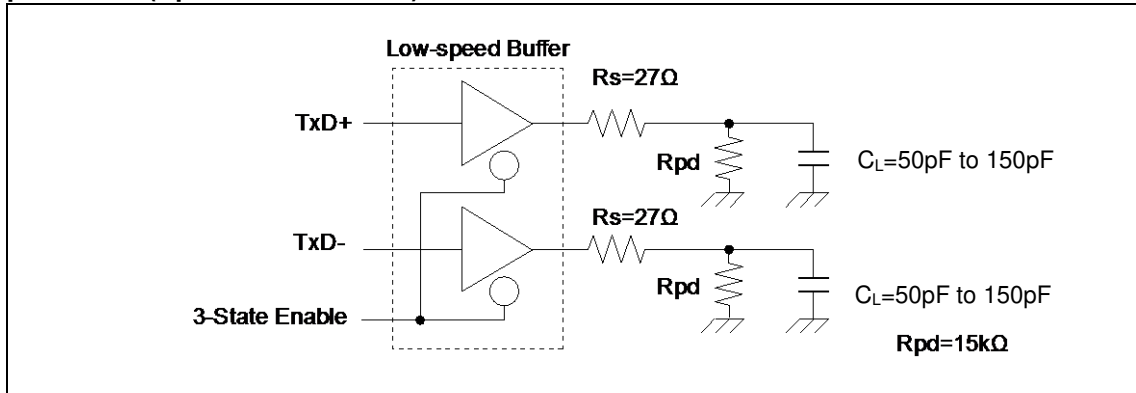 Low-speed Buffer
Rs=27Ω
TxD+
Rpd
CL=50pF to 150pF
Rs=27Ω
TxD-
Rpd
CL=50pF to 150pF
3-State Enable
Rpd=15kΩ